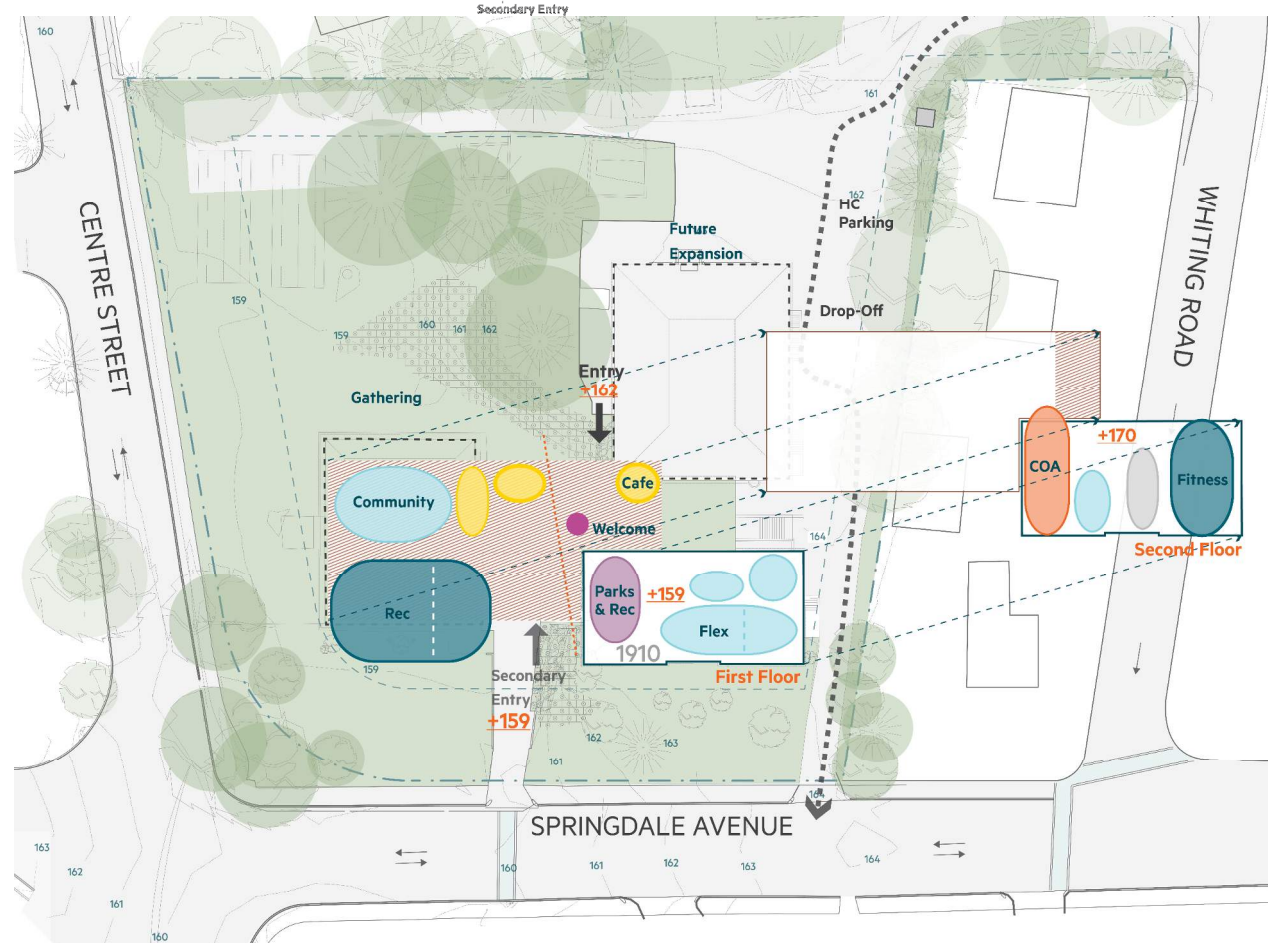 Secondary Entry
160
161
162
HC
Parking
CENTRE STREET
WHITING ROAD
Future
Expansion
159
160
161
162
159
Drop-Off
Entry
+162
Gathering
+170
COA
Fitness
Cafe
Community
Welcome
Second Floor
164
Parks
& Rec
+159
Rec
Flex
1910
159
First Floor
Secondary
Entry
+159
162
163
161
164
SPRINGDALE AVENUE
163
162
161
160
160
161
162
163
164